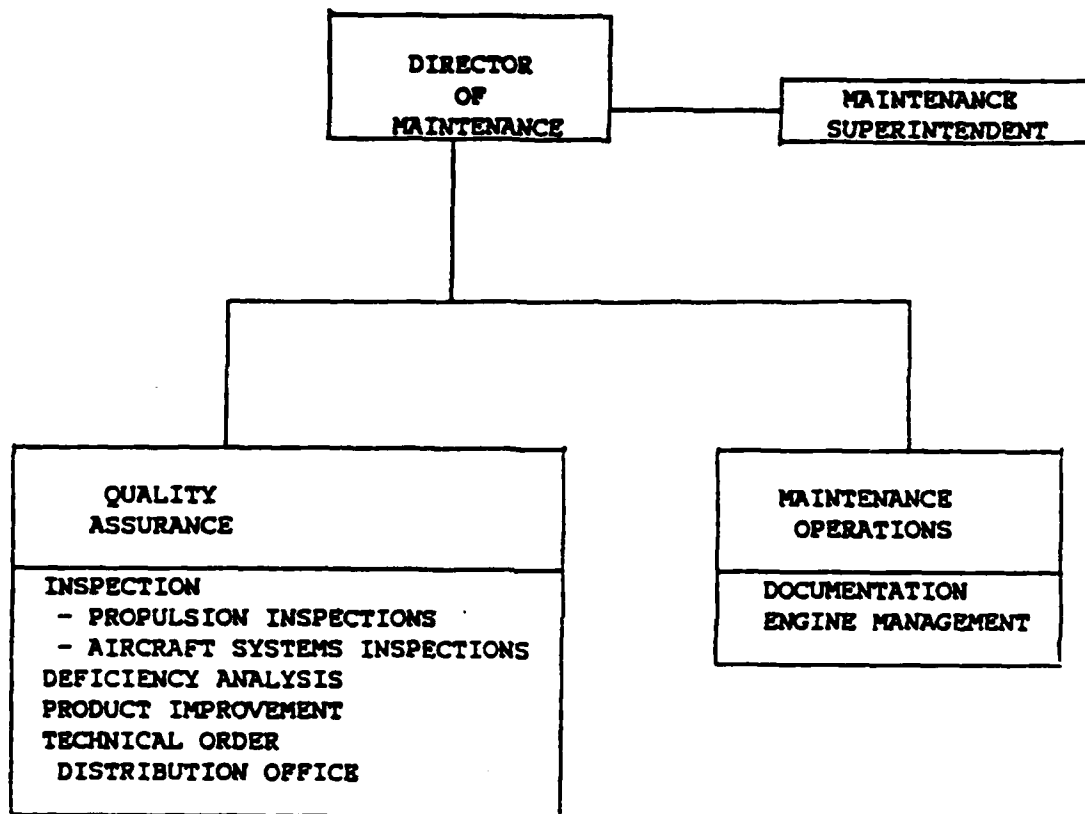 DIRECTOR
OF
MAINTENANCE
MAINTENANCE
SUPERINTENDENT
QUALITY
ASSURANCE
INSPECTION
- PROPULSION INSPECTIONS
- AIRCRAFT SYSTEMS INSPECTIONS
DEFICIENCY ANALYSIS
PRODUCT IMPROVEMENT
TECHNICAL ORDER
DISTRIBUTION OFFICE
MAINTENANCE
OPERATIONS
DOCUMENTATION
ENGINE MANAGEMENT